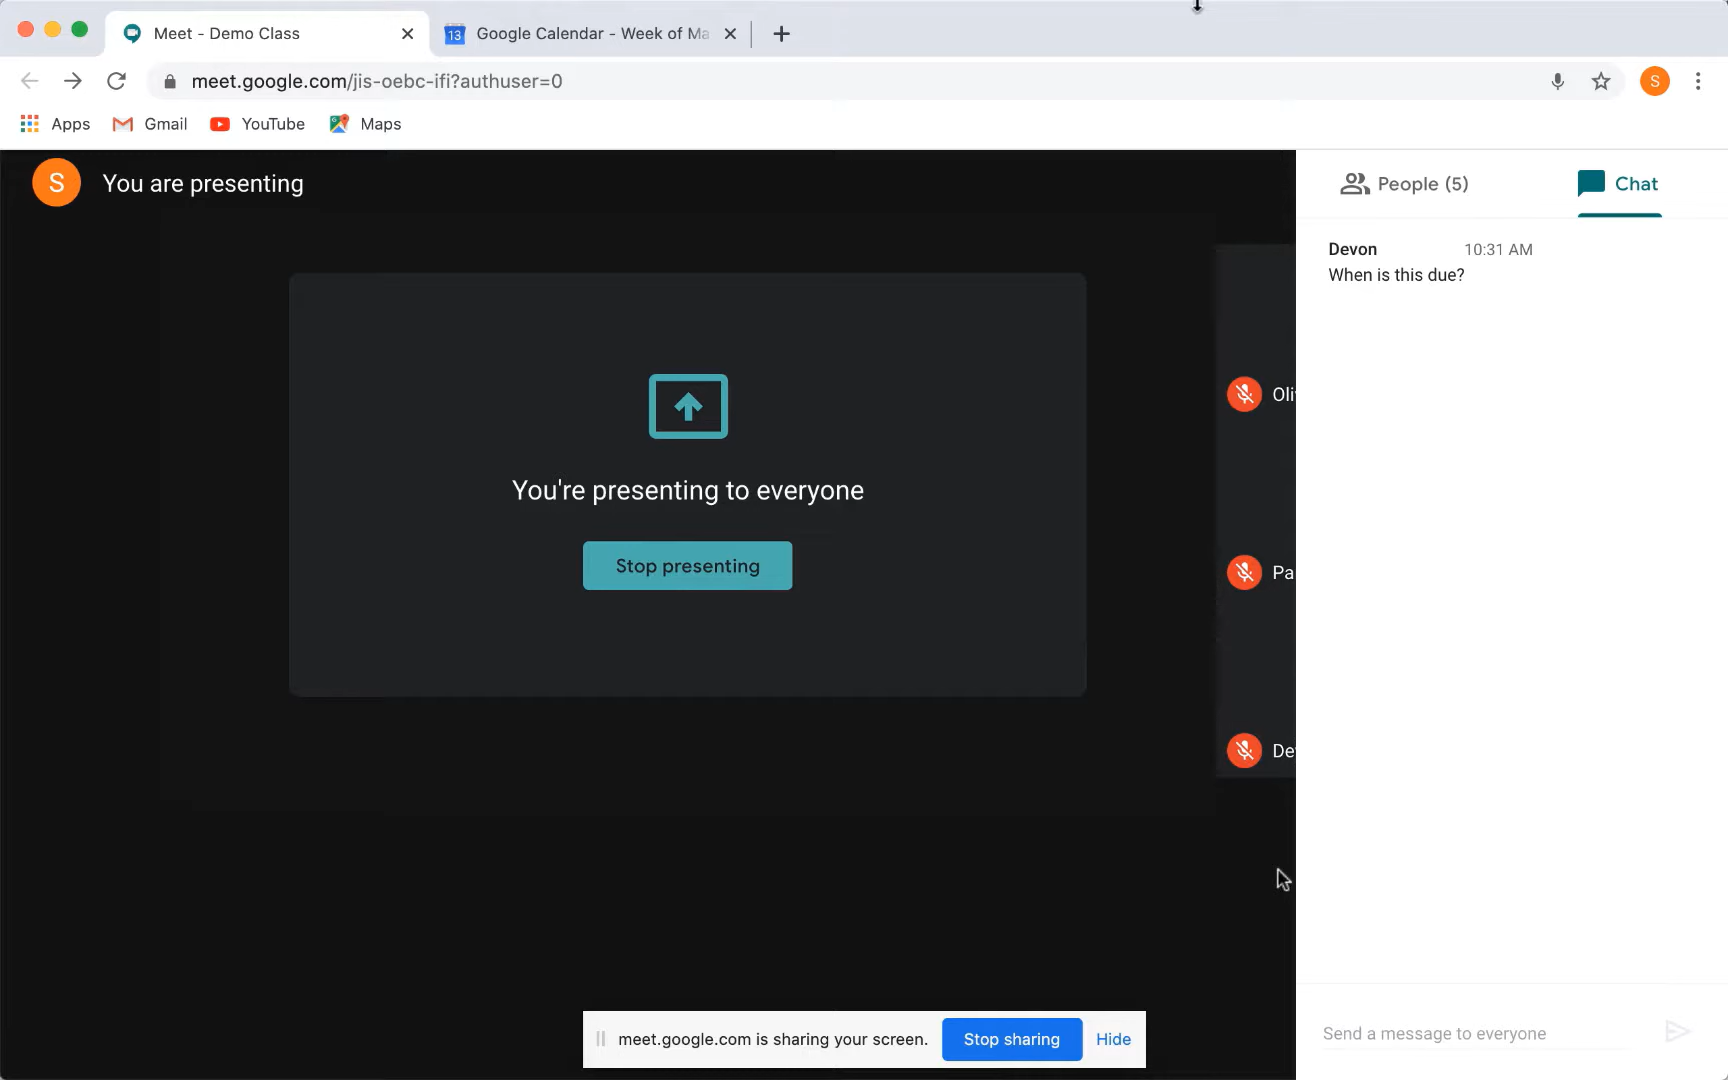 Meet - Demo Class
13
Google Calendar - Week of Ma
meet.google.com/jis-oebc-ifi?authuser=0
S
Apps
Gmail
YouTube
Maps
S
You are presenting
People (5)
Chat
Devon
10:31 AM
When is this due?
You're presenting to everyone
Stop presenting
Oli
Pa
De
meet.google.com is sharing your screen.
Stop sharing
Hide
Send a message to everyone